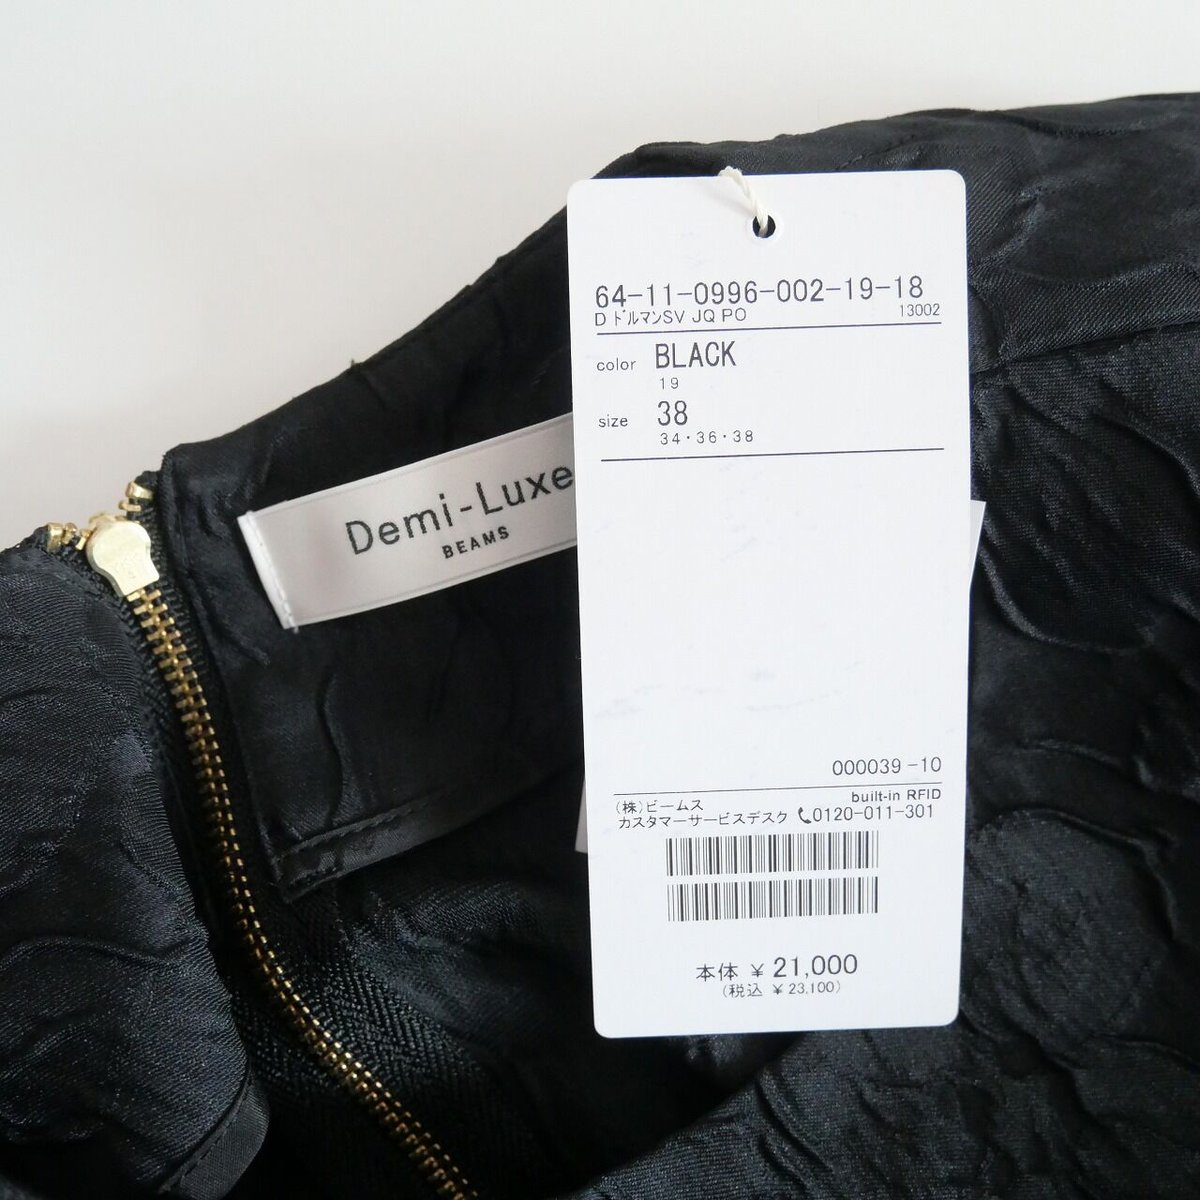 64-11-0996-002-19-18
D ﾄﾞﾙﾏﾝSV JQ PO 13002
color BLACK
19
size 38
34・36・38
Demi-Luxe
BEAMS
000039-10
built-in RFID
(株)ビームス
カスタマーサービスデスク 0120-011-301
本体 ¥ 21,000
(税込 ¥ 23,100)